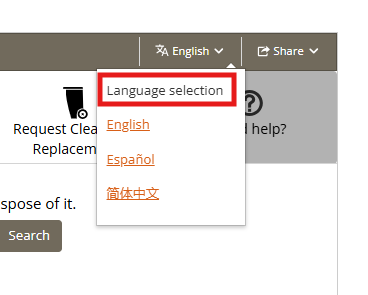 English
Share
Language selection
English
Español
简体中文
Request Clea
Replacem
help?
spose of it.
Search